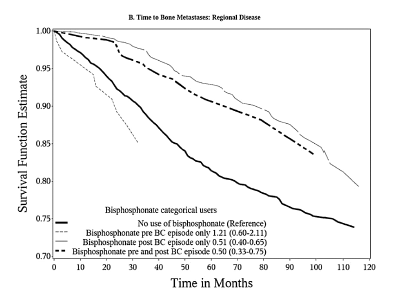 B. Time to Bone Metastases: Regional Disease
Survival Function Estimate
1.00
0.95
0.90
0.85
0.80
0.75
0.70
Bisphosphonate categorical users
No use of bisphosphonate (Reference)
Bisphosphonate pre BC episode only 1.21 (0.60-2.11)
Bisphosphonate post BC episode only 0.51 (0.40-0.65)
Bisphosphonate pre and post BC episode 0.50 (0.33-0.75)
0 10 20 30 40 50 60 70 80 90 100 110 120
Time in Months